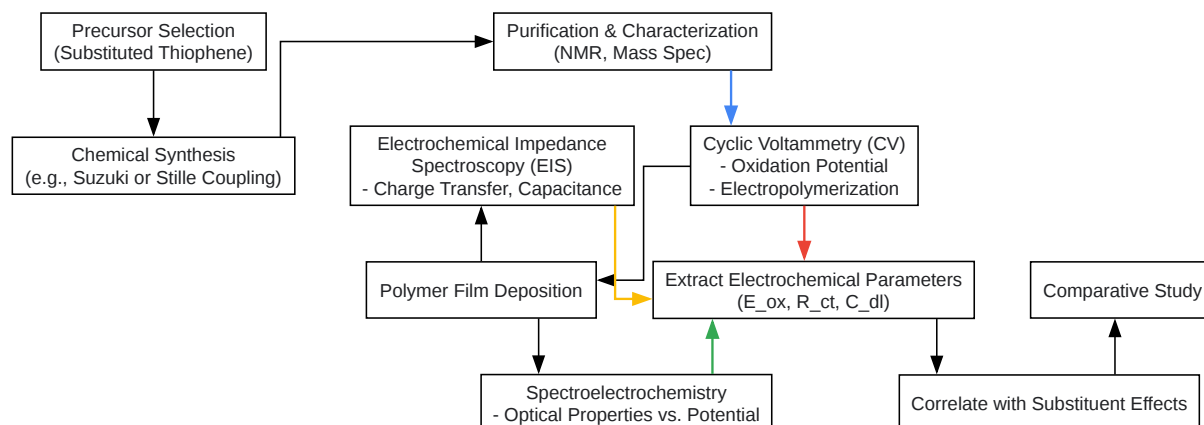 Precursor Selection
(Substituted Thiophene)
Purification & Characterization
(NMR, Mass Spec)
Chemical Synthesis
(e.g., Suzuki or Stille Coupling)
Electrochemical Impedance
Spectroscopy (EIS)
- Charge Transfer, Capacitance
Cyclic Voltammetry (CV)
- Oxidation Potential
- Electropolymerization
Polymer Film Deposition
Extract Electrochemical Parameters
(E_ox, R_ct, C_dl)
Comparative Study
Spectroelectrochemistry
- Optical Properties vs. Potential
Correlate with Substituent Effects